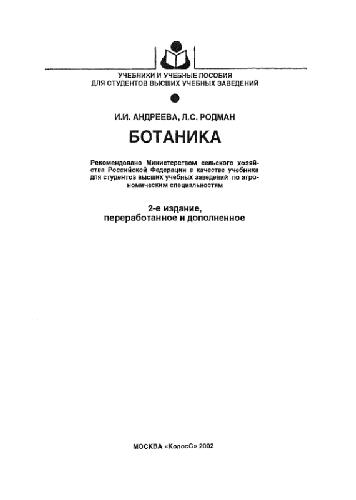 УЧЕБНИКИ И УЧЕБНЫЕ ПОСОБИЯ
ДЛЯ СТУДЕНТОВ ВЫСШИХ УЧЕБНЫХ ЗАВЕДЕНИЙ
И.И. АНДРЕЕВА, Л.С. РОДМАН
БОТАНИКА
Рекомендовано Министерством сельского хозяй-
ства Российской Федерации в качестве учебника
для студентов высших учебных заведений по агро-
номическим специальностям
2-е издание,
переработанное и дополненное
МОСКВА «КолосС» 2002